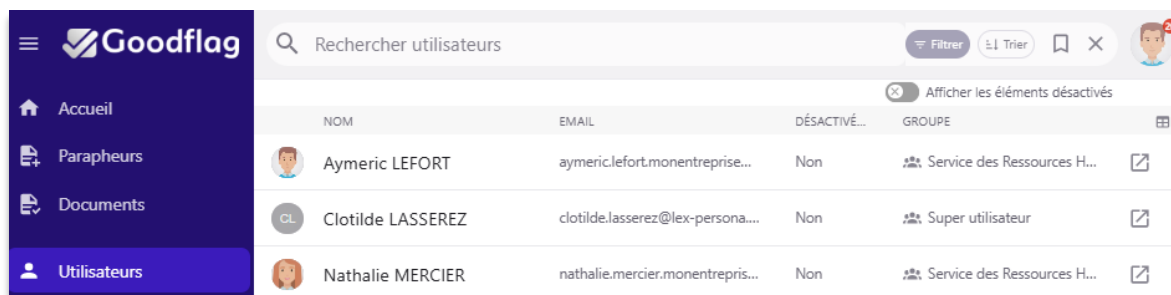 Goodflag
Rechercher utilisateurs
Filtrer
Trier
2
Afficher les éléments désactivés
Accueil
Parapheurs
Documents
Utilisateurs
NOM EMAIL DÉSACTIVÉ... GROUPE
Aymeric LEFORT aymeric.lefort.monentreprise... Non Service des Ressources H...
CL Clotilde LASSEREZ clotilde.lasserez@lex-persona.... Non Super utilisateur
Nathalie MERCIER nathalie.mercier.monentrepris... Non Service des Ressources H...